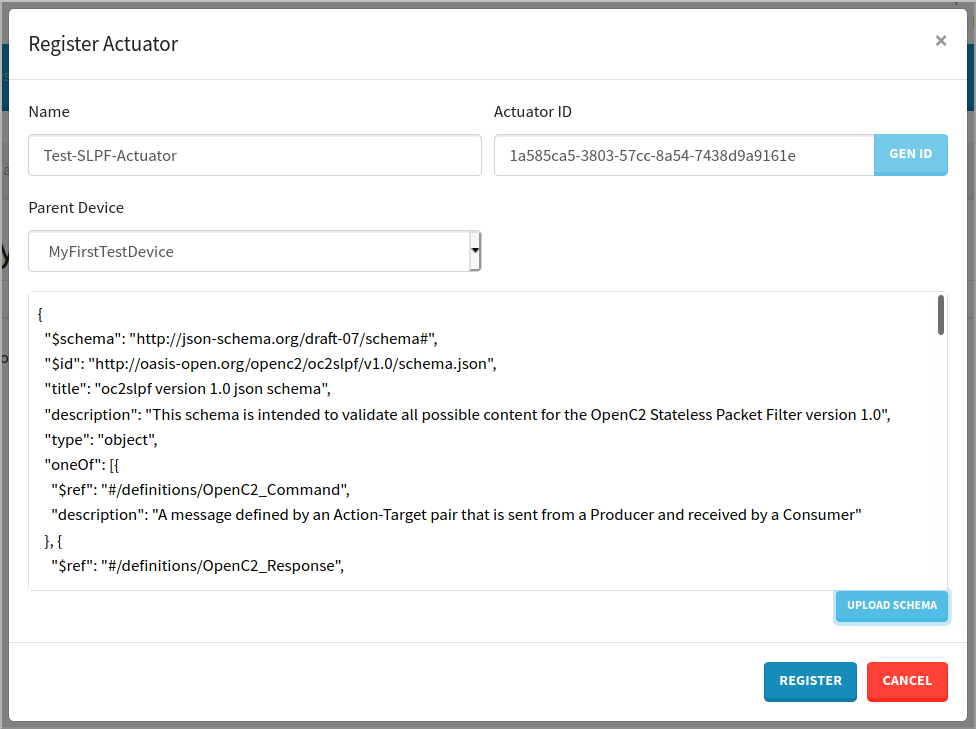 Register Actuator ×
Name Actuator ID
Test-SLPF-Actuator 1a585ca5-3803-57cc-8a54-7438d9a9161e GEN ID
Parent Device
MyFirstTestDevice
{
"$schema": "http://json-schema.org/draft-07/schema#",
"$id": "http://oasis-open.org/openc2/oc2slpf/v1.0/schema.json",
"title": "oc2slpf version 1.0 json schema",
"description": "This schema is intended to validate all possible content for the OpenC2 Stateless Packet Filter version 1.0",
"type": "object",
"oneOf": [{
"$ref": "#/definitions/OpenC2_Command",
"description": "A message defined by an Action-Target pair that is sent from a Producer and received by a Consumer"
}, {
"$ref": "#/definitions/OpenC2_Response",
UPLOAD SCHEMA
REGISTER CANCEL